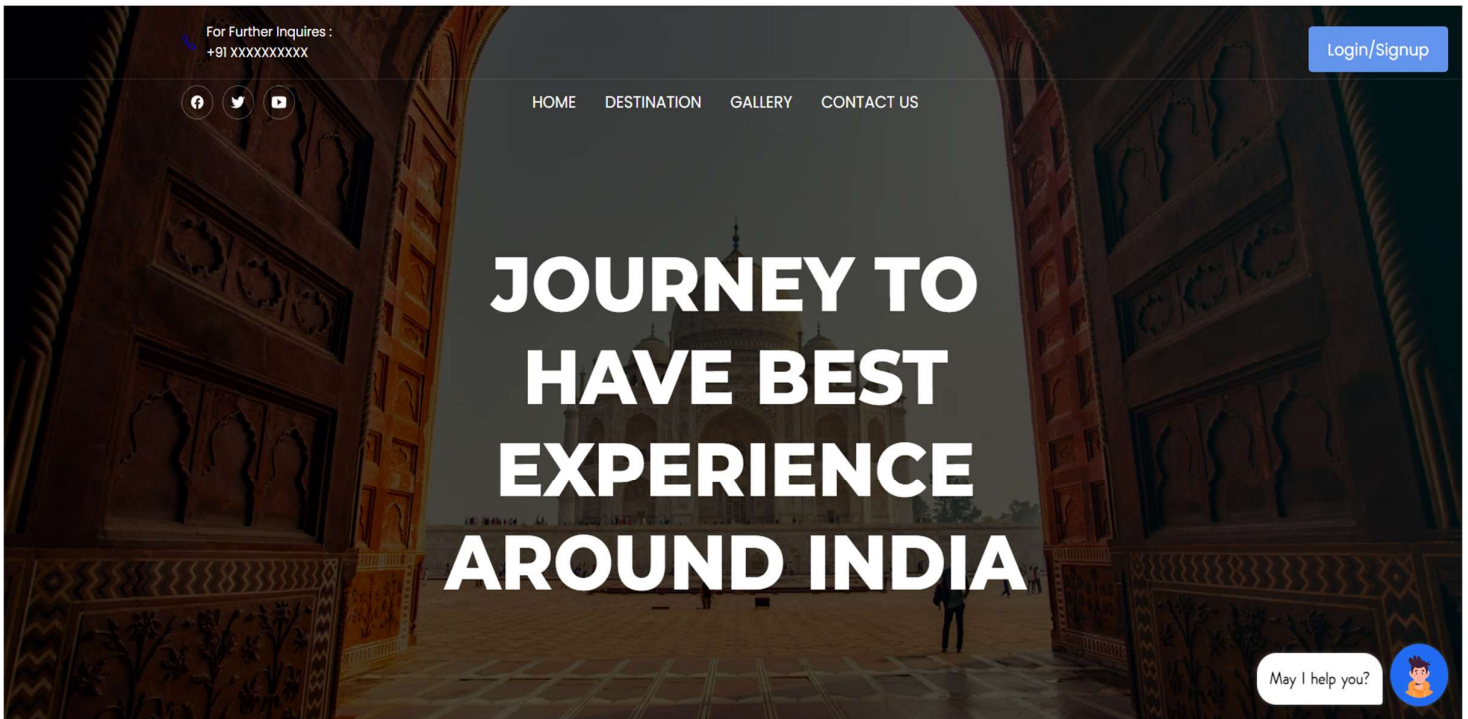 For Further Inquires :
+91 XXXXXXXXXX
Login/Signup
HOME DESTINATION GALLERY CONTACT US
JOURNEY TO
HAVE BEST
EXPERIENCE
AROUND INDIA
May I help you?